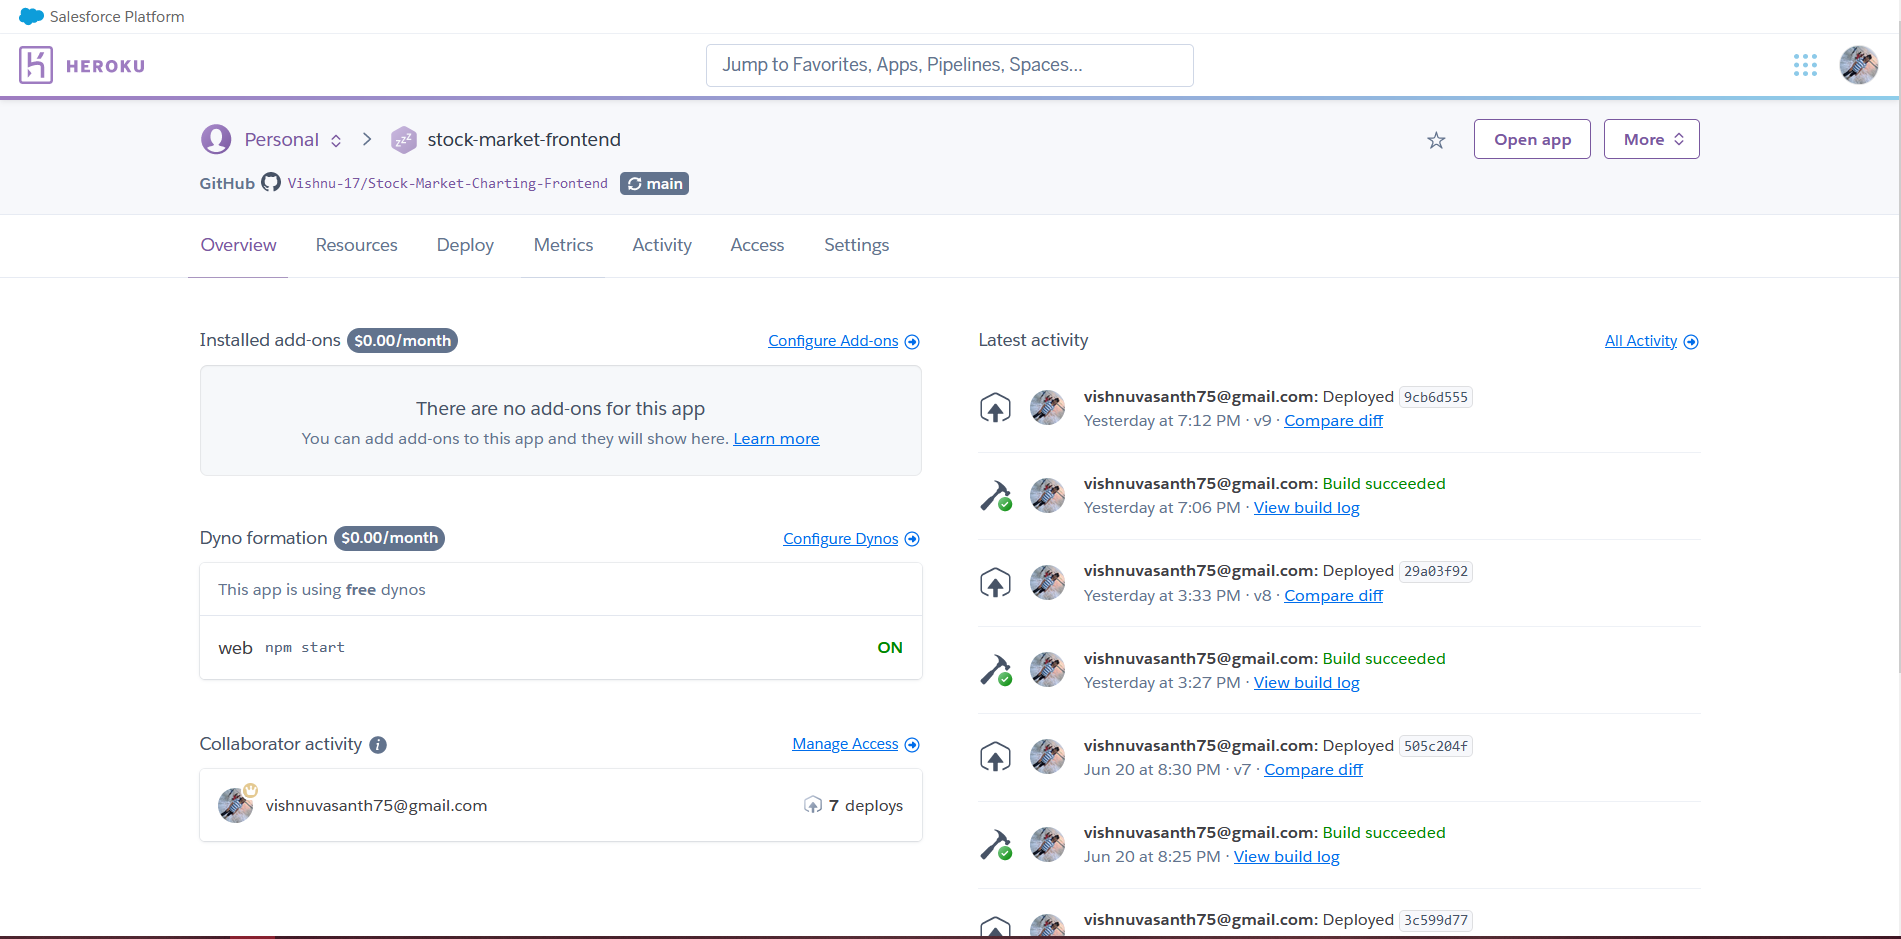 Salesforce Platform
HEROKU
Jump to Favorites, Apps, Pipelines, Spaces...
Personal
zzz
stock-market-frontend
Open app
More
GitHub Vishnu-17/Stock-Market-Charting-Frontend main
Overview Resources Deploy Metrics Activity Access Settings
Installed add-ons $0.00/month Configure Add-ons
There are no add-ons for this app
You can add add-ons to this app and they will show here. Learn more
Dyno formation $0.00/month Configure Dynos
This app is using free dynos
web npm start ON
Collaborator activity i Manage Access
vishnuvasanth75@gmail.com 7 deploys
Latest activity All Activity
vishnuvasanth75@gmail.com: Deployed 9cb6d555
Yesterday at 7:12 PM · v9 · Compare diff
vishnuvasanth75@gmail.com: Build succeeded
Yesterday at 7:06 PM · View build log
vishnuvasanth75@gmail.com: Deployed 29a03f92
Yesterday at 3:33 PM · v8 · Compare diff
vishnuvasanth75@gmail.com: Build succeeded
Yesterday at 3:27 PM · View build log
vishnuvasanth75@gmail.com: Deployed 505c204f
Jun 20 at 8:30 PM · v7 · Compare diff
vishnuvasanth75@gmail.com: Build succeeded
Jun 20 at 8:25 PM · View build log
vishnuvasanth75@gmail.com: Deployed 3c599d77